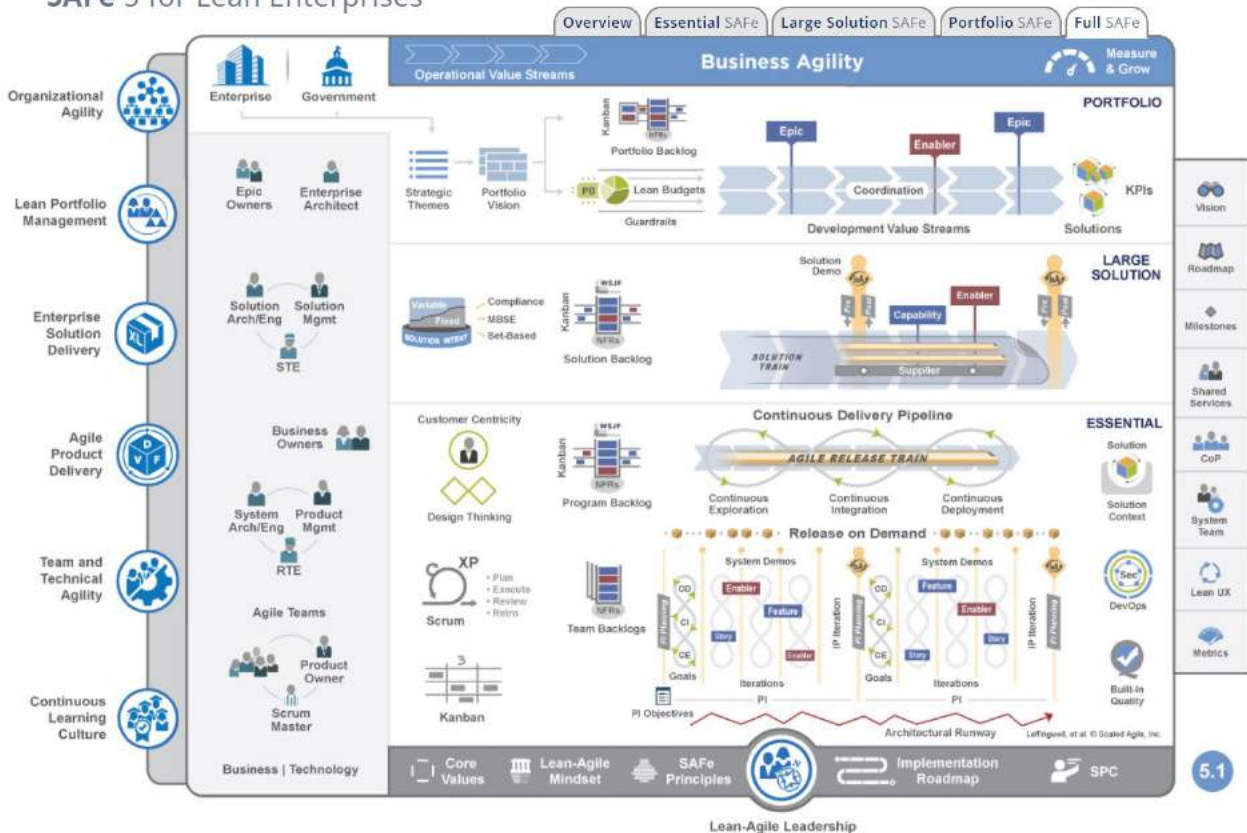 SAFe 5 for Lean Enterprises
Overview
Essential SAFe
Large Solution SAFe
Portfolio SAFe
Full SAFe
Organizational
Agility
Lean Portfolio
Management
Enterprise
Solution
Delivery
Agile
Product
Delivery
Team and
Technical
Agility
Continuous
Learning
Culture
Enterprise
Government
Operational Value Streams
Business Agility
Measure
& Grow
PORTFOLIO
Epic
Owners
Enterprise
Architect
Strategic
Themes
Portfolio
Vision
Kanban
NFRs
Portfolio Backlog
PB
Lean Budgets
Guardrails
Epic
Enabler
Epic
Coordination
Development Value Streams
KPIs
Solutions
LARGE
SOLUTION
Solution
Arch/Eng
Solution
Mgmt
STE
Variable
Fixed
SOLUTION INTENT
Compliance
MBSE
Set-Based
Kanban
WSJF
NFRs
Solution Backlog
Solution
Demo
Pre
Post
Capability
Enabler
Pre
Post
SOLUTION
TRAIN
Supplier
ESSENTIAL
Business
Owners
System
Arch/Eng
Product
Mgmt
RTE
Customer Centricity
Design Thinking
Kanban
WSJF
NFRs
Program Backlog
Continuous Delivery Pipeline
AGILE RELEASE TRAIN
Continuous
Exploration
Continuous
Integration
Continuous
Deployment
Solution
Solution
Context
Release on Demand
Agile Teams
Product
Owner
Scrum
Master
Business | Technology
XP
• Plan
• Execute
• Review
• Retro
Scrum
3
Kanban
NFRs
Team Backlogs
PI Planning
System Demos
CD
CI
CE
Goals
Enabler
Feature
Story
Enabler
Iterations
IP Iteration
PI
PI Planning
System Demos
CD
CI
CE
Goals
Feature
Enabler
Story
Story
Iterations
IP Iteration
PI
PI Planning
PI Objectives
Architectural Runway
Sec
DevOps
Built-In
Quality
Leffingwell, et al. © Scaled Agile, Inc.
Core
Values
Lean-Agile
Mindset
SAFe
Principles
Implementation
Roadmap
SPC
Lean-Agile Leadership
Vision
Roadmap
Milestones
Shared
Services
CoP
System
Team
Lean UX
Metrics
5.1
XL
D
V
F